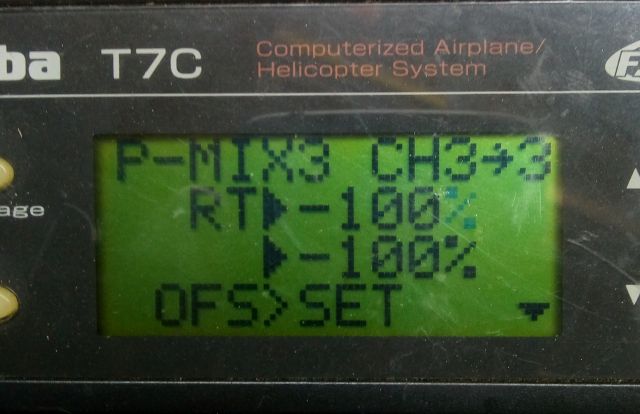 ba T7C
Computerized Airplane/
Helicopter System
P-MIX3 CH3→3
RT▶-100%
▶-100%
OFS>SET
age